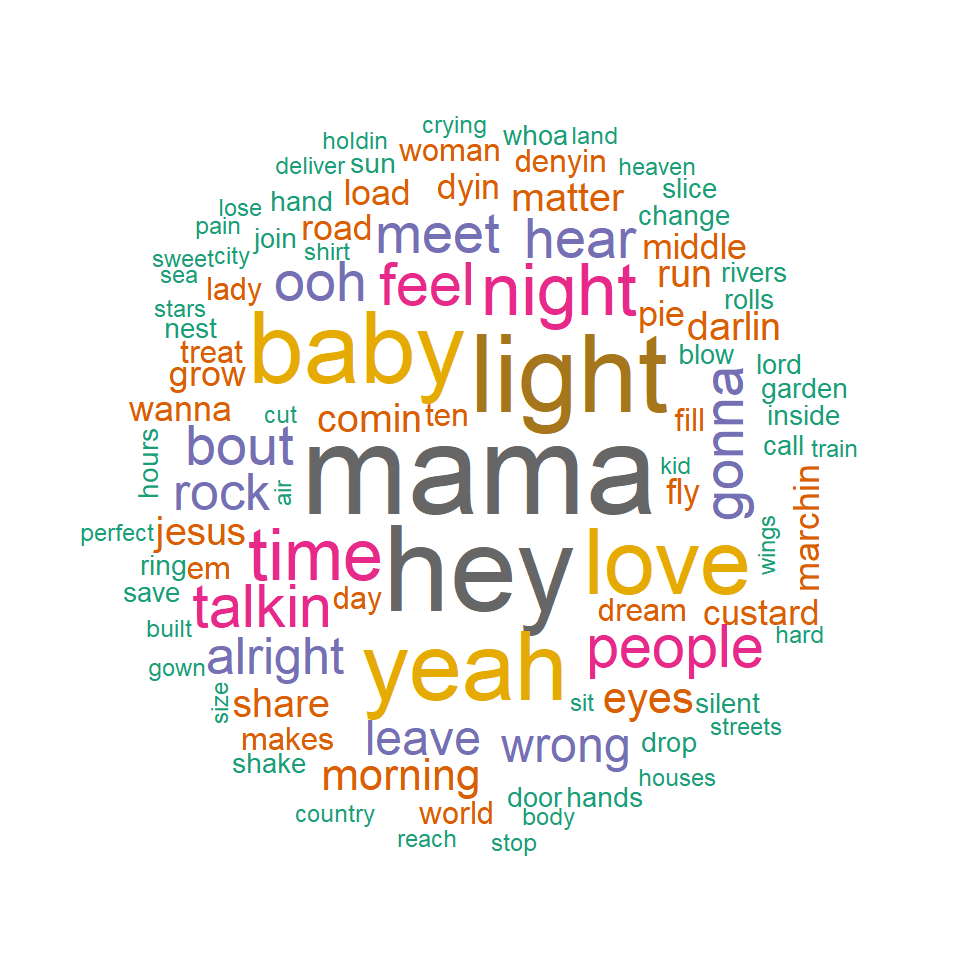 crying
holdin
whoa
land
woman
deliver
sun
denyin
heaven
load
dyin
slice
lose
hand
matter
pain
road
meet
hear
change
join
shirt
middle
sweet
city
sea
lady
ooh
feel
night
run
rivers
rolls
stars
nest
baby
light
pie
darlin
treat
grow
blow
lord
garden
wanna
cut
comin
ten
fill
gonna
inside
bout
hours
call
train
mama
kid
rock
air
fly
marchin
perfect
jesus
time
hey
love
wings
ring
em
save
talkin
day
dream
custard
built
people
hard
gown
alright
yeah
size
share
sit
eyes
silent
streets
makes
leave
wrong
drop
shake
morning
houses
country
world
door
hands
body
reach
stop